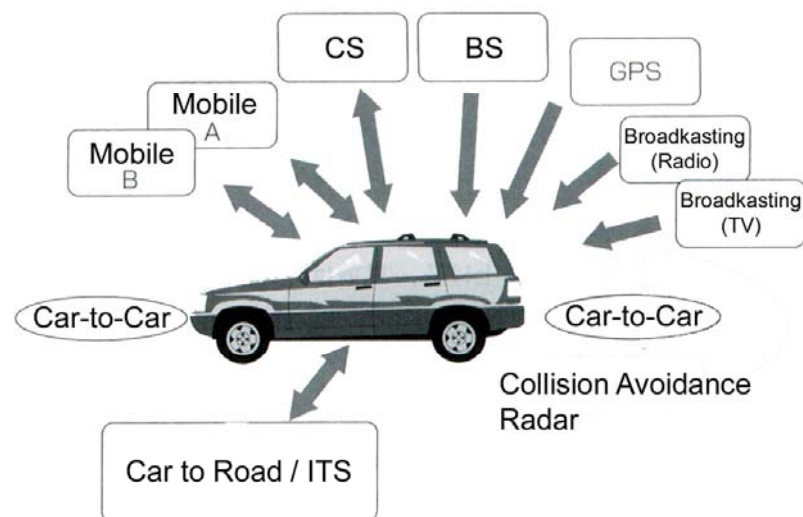 CS
BS
GPS
Mobile
A
Mobile
B
Broadkasting
(Radio)
Broadkasting
(TV)
Car-to-Car
Car-to-Car
Collision Avoidance
Radar
Car to Road / ITS